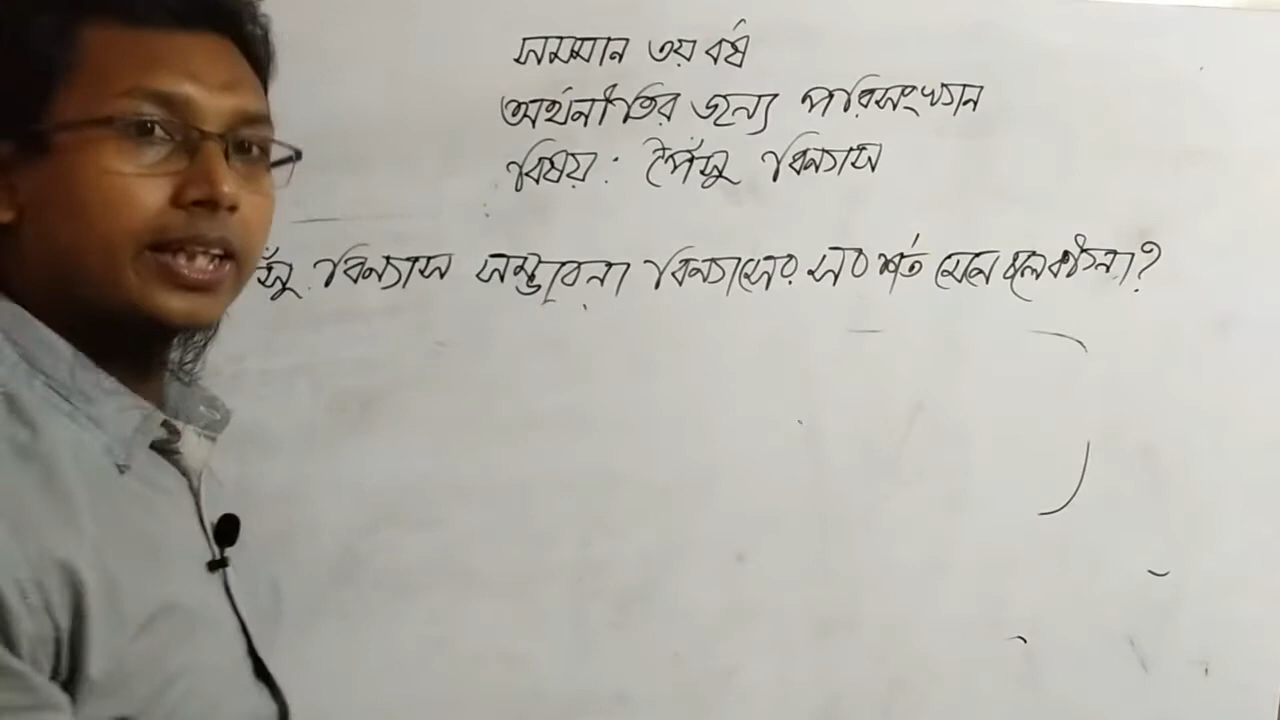 সম্মান ৩য় বর্ষ
অর্থনীতির জন্য পরিসংখ্যান
বিষয়: পৈঁসু বিন্যাস
সুঁ বিন্যাস সম্ভাবনা বিন্যাসের সব শর্ত মেনে চলে কিনা?